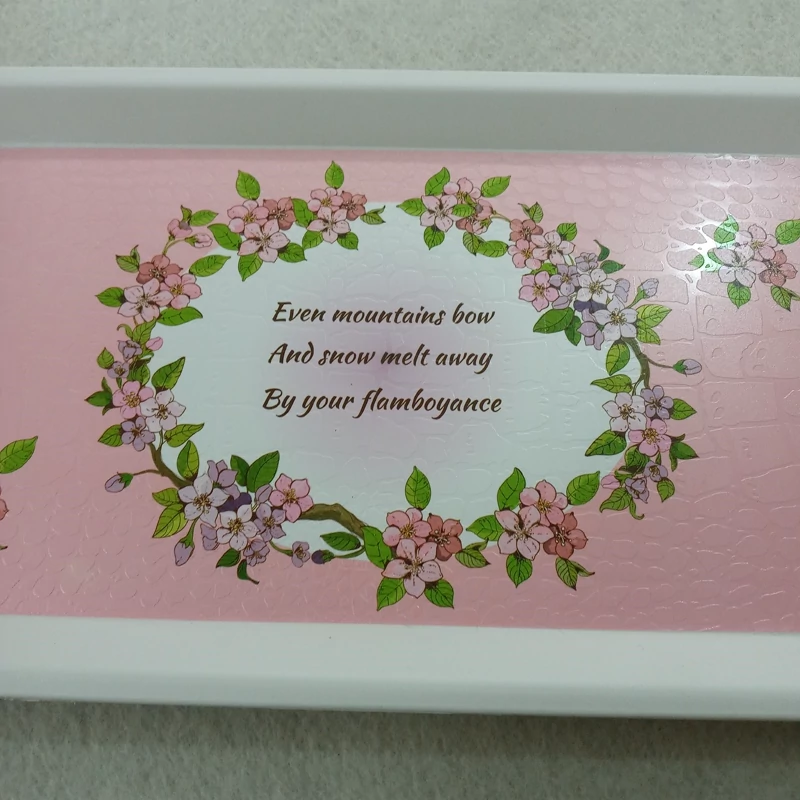 Even mountains bow
And snow melt away
By your flamboyance